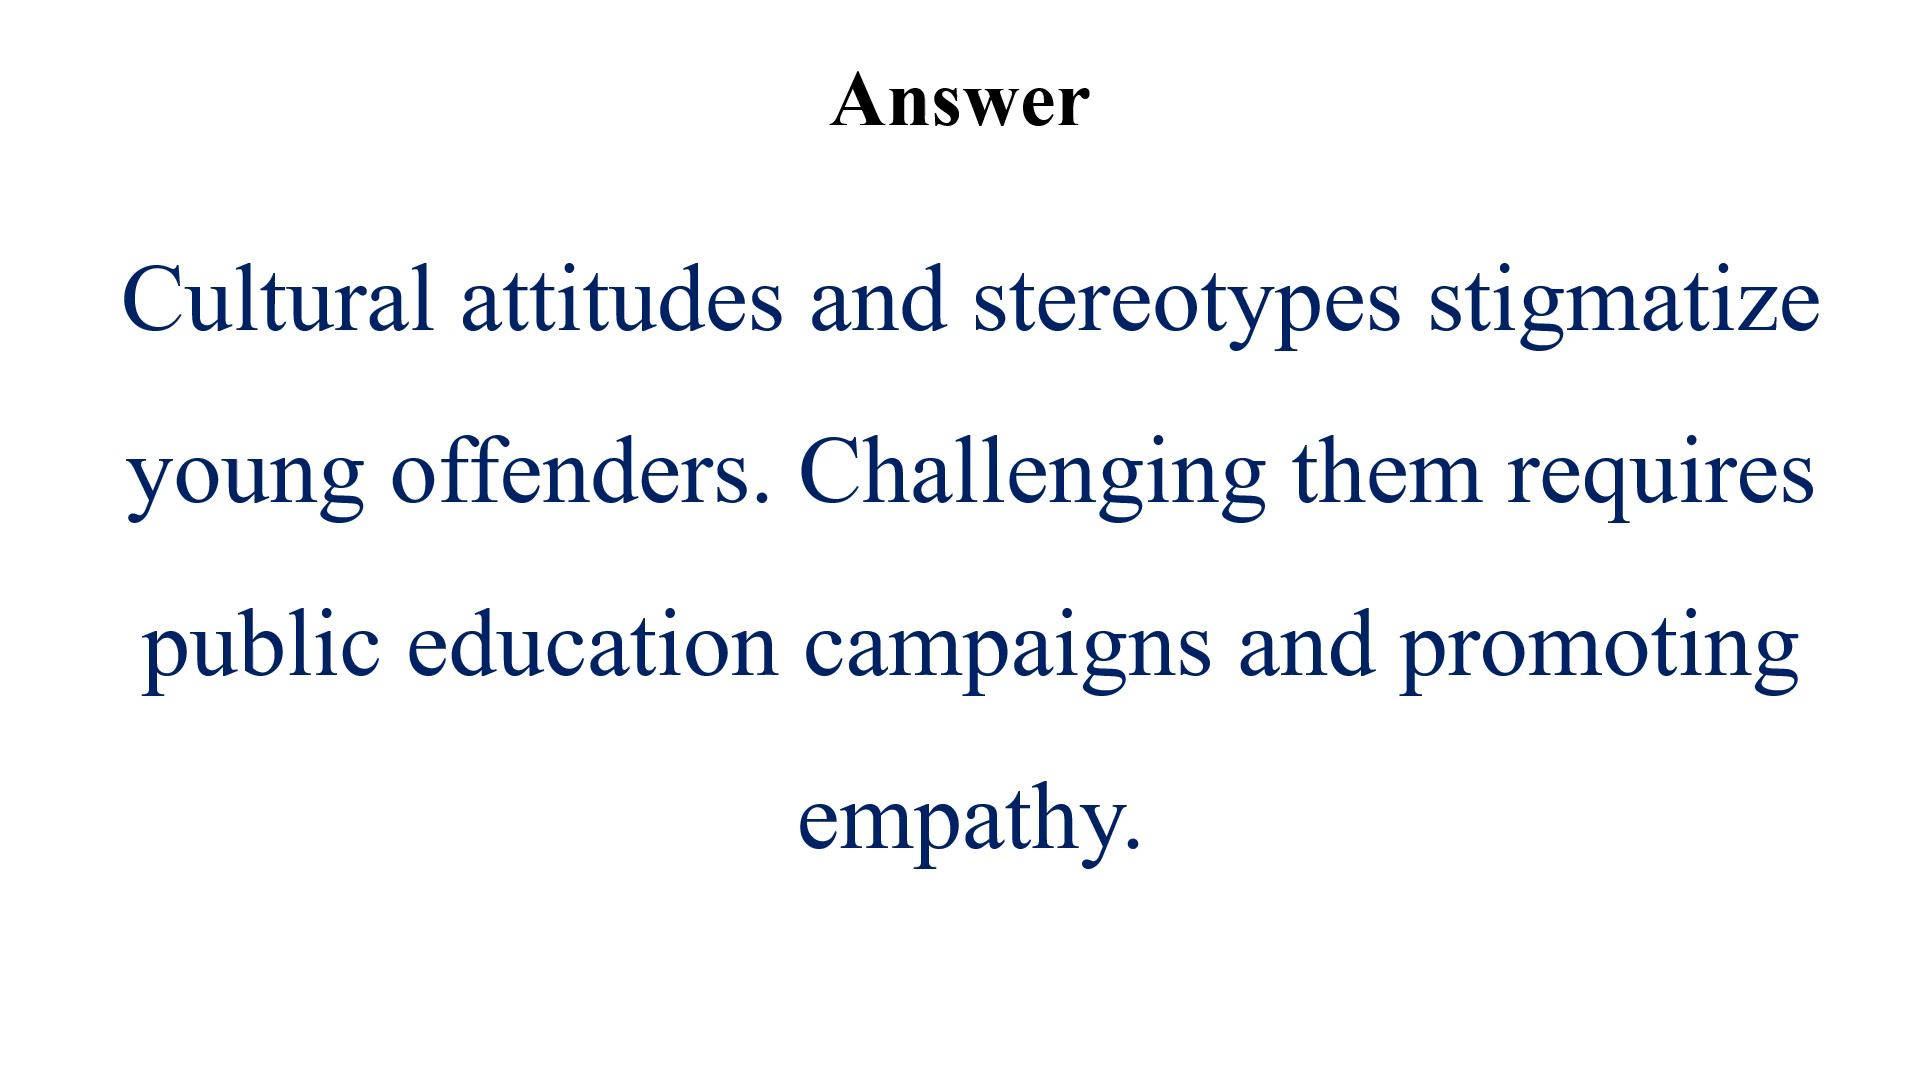 Answer
Cultural attitudes and stereotypes stigmatize
young offenders. Challenging them requires
public education campaigns and promoting
empathy.